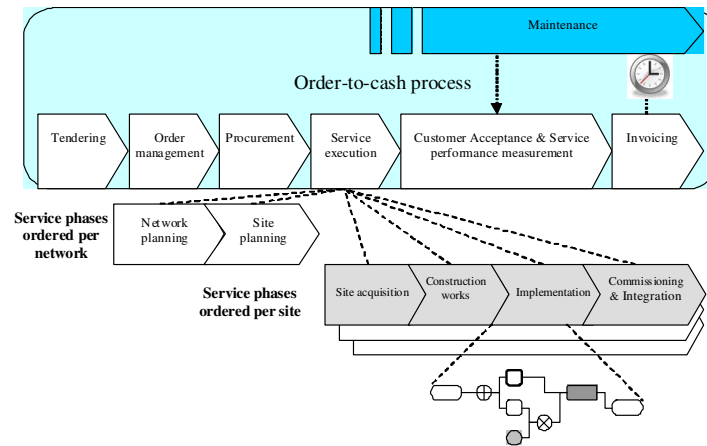 Maintenance
Order-to-cash process
Tendering
Order
management
Procurement
Service
execution
Customer Acceptance & Service
performance measurement
Invoicing
Service phases
ordered per
network
Network
planning
Site
planning
Service phases
ordered per site
Site acquisition
Construction
works
Implementation
Commissioning
& Integration